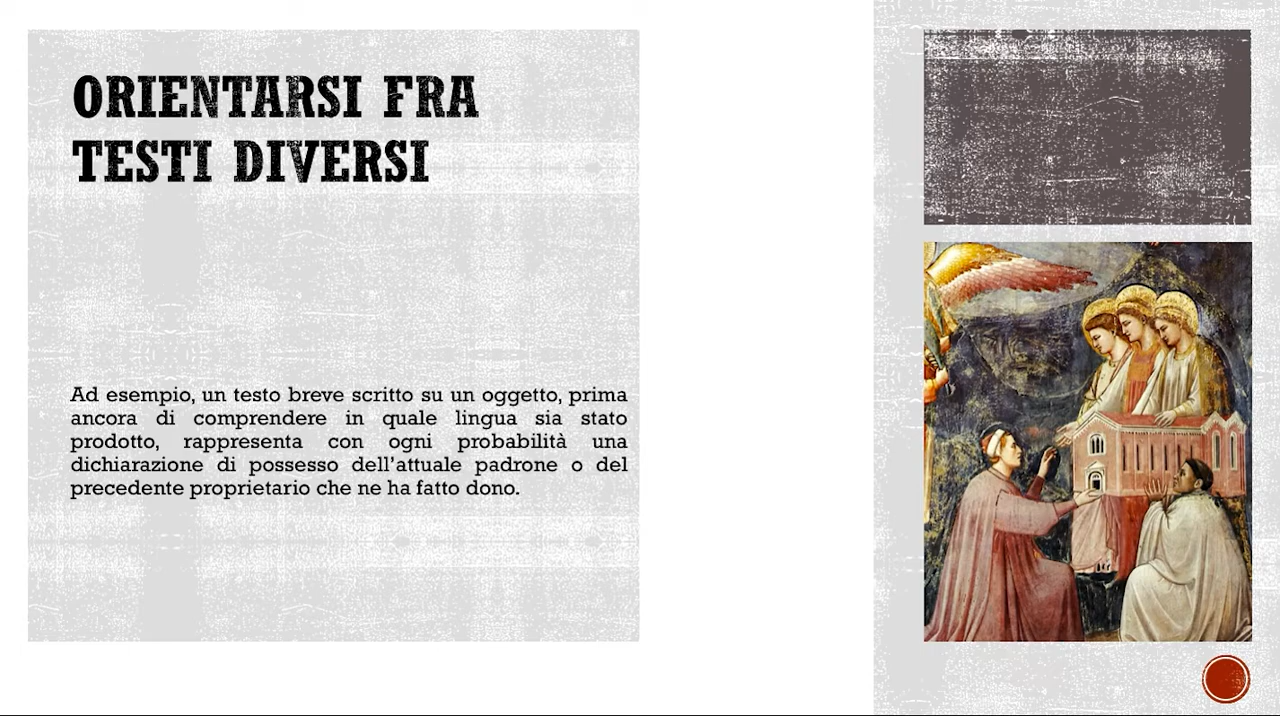 ORIENTARSI FRA
TESTI DIVERSI
Ad esempio, un testo breve scritto su un oggetto, prima
ancora di comprendere in quale lingua sia stato
prodotto, rappresenta con ogni probabilità una
dichiarazione di possesso dell'attuale padrone o del
precedente proprietario che ne ha fatto dono.